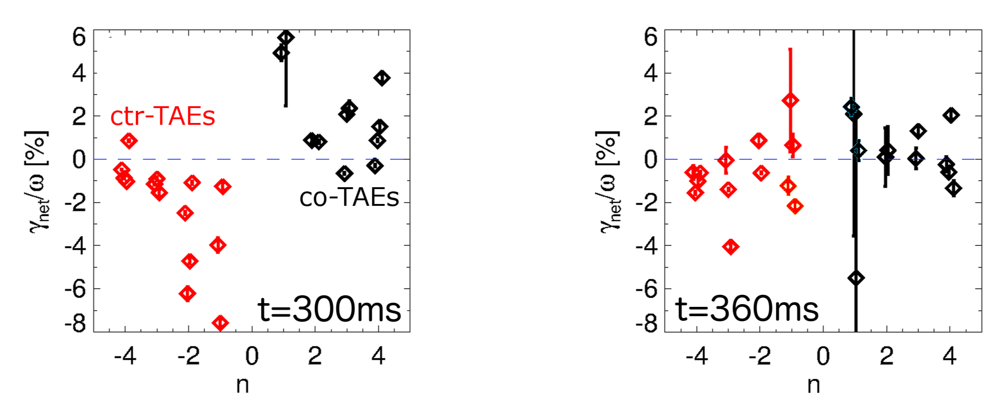 6
4
2
0
-2
-4
-6
-8
γnet/ω [%]
ctr-TAEs
co-TAEs
t=300ms
-4 -2 0 2 4
n
6
4
2
0
-2
-4
-6
-8
γnet/ω [%]
t=360ms
-4 -2 0 2 4
n